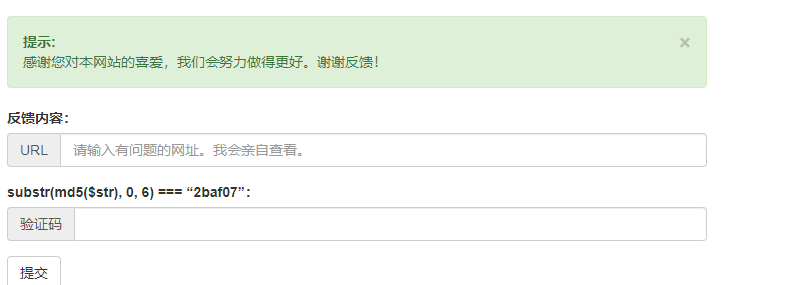 提示：
×
感谢您对本网站的喜爱，我们会努力做得更好。谢谢反馈！
反馈内容：
URL 请输入有问题的网址。我会亲自查看。
substr(md5($str), 0, 6) === “2baf07”：
验证码
提交